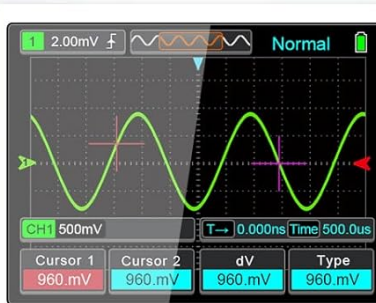 1 2.00mV Normal
CH1 500mV T→ 0.000ns Time 500.0us
Cursor 1 Cursor 2 dV Type
960.mV 960.mV 960.mV 960.mV